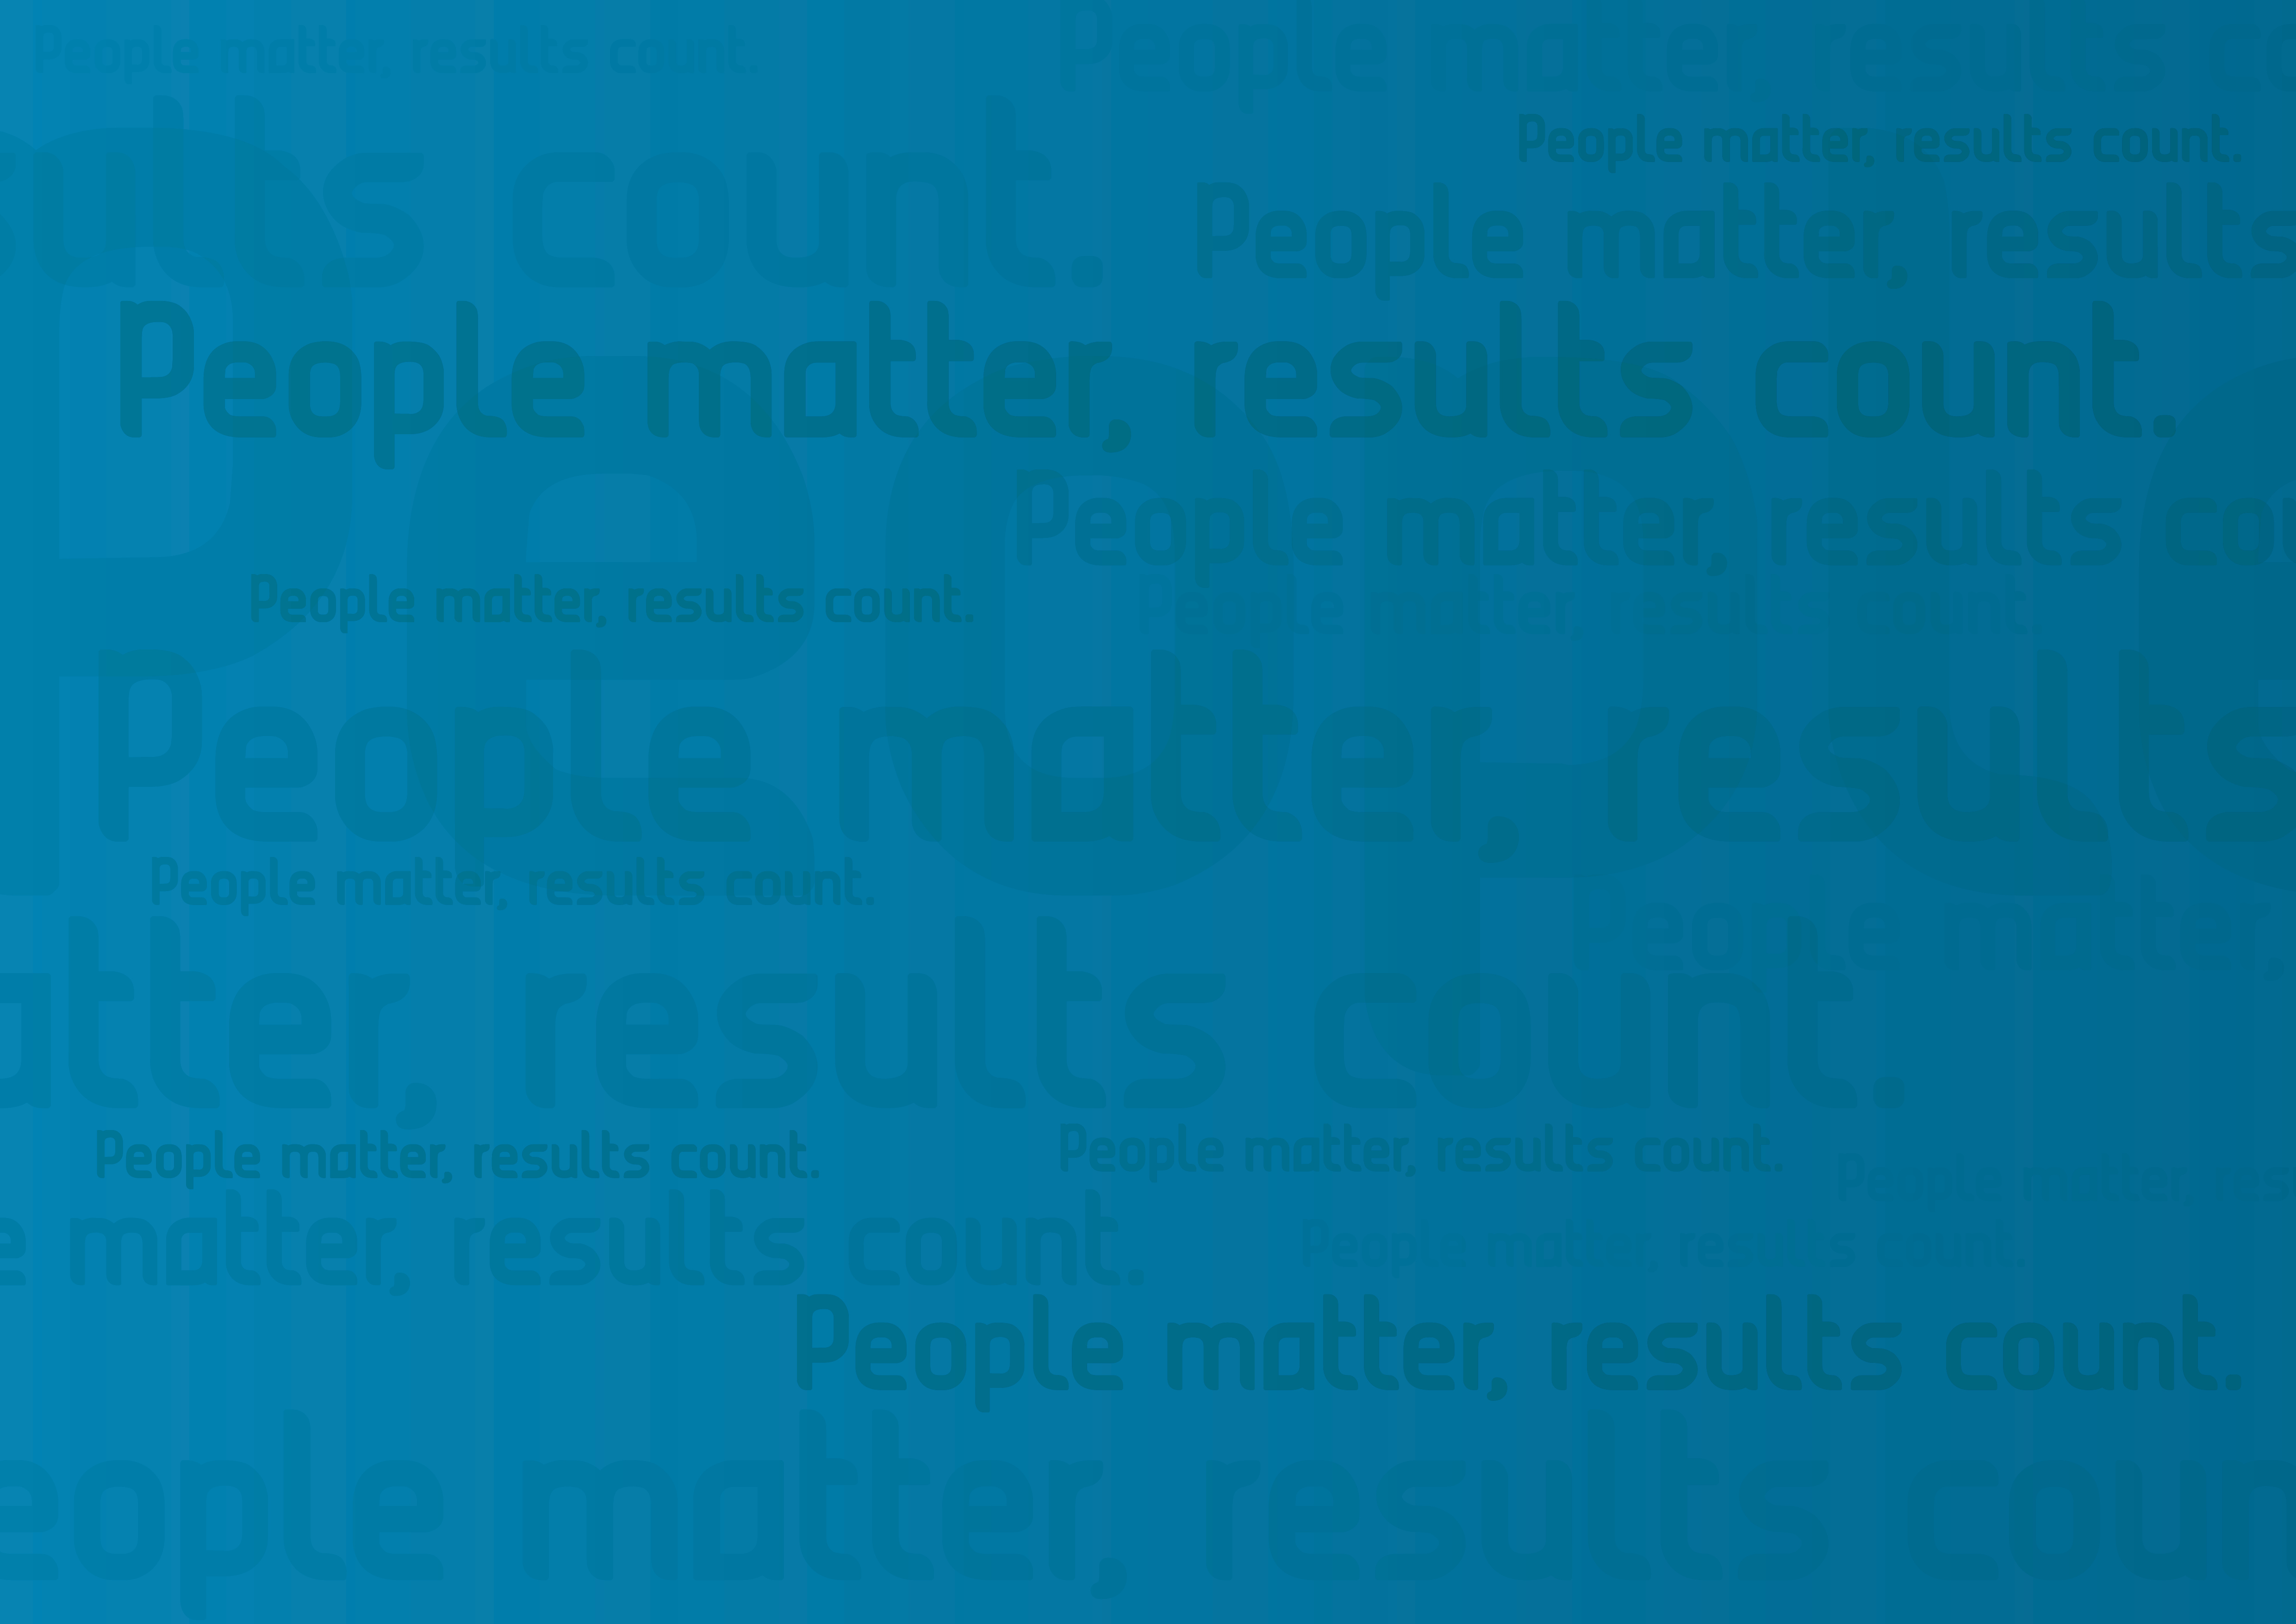 People matter, results count.
People matter, results co
People matter, results count.
ults count.
People matter, results
People matter, results count.
People matter, results cou
People matter, results count.
People matter, results count.
People matter, results
People matter, results count.
People matter,
atter, results count.
People matter, results count.
People matter, results count.
People matter, res
e matter, results count.
People matter, results count.
People matter, results count.
eople matter, results coun
Peop